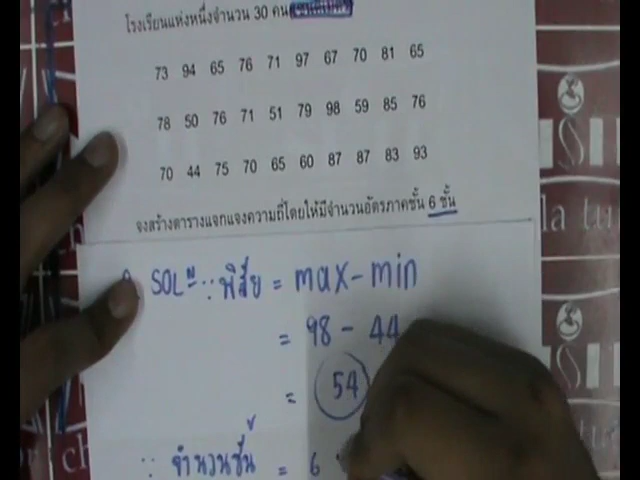 โรงเรียนแห่งหนึ่งจำนวน 30 คน
73 94 65 76 71 97 67 70 81 65
78 50 76 71 51 79 98 59 85 76
70 44 75 70 65 60 87 87 83 93
จงสร้างตารางแจกแจงความถี่โดยให้มีจำนวนอัตรภาคชั้น 6 ชั้น
SOLᴺ ∵ พิสัย = max - min
= 98 - 44
= 54
∵ จำนวนชั้น = 6